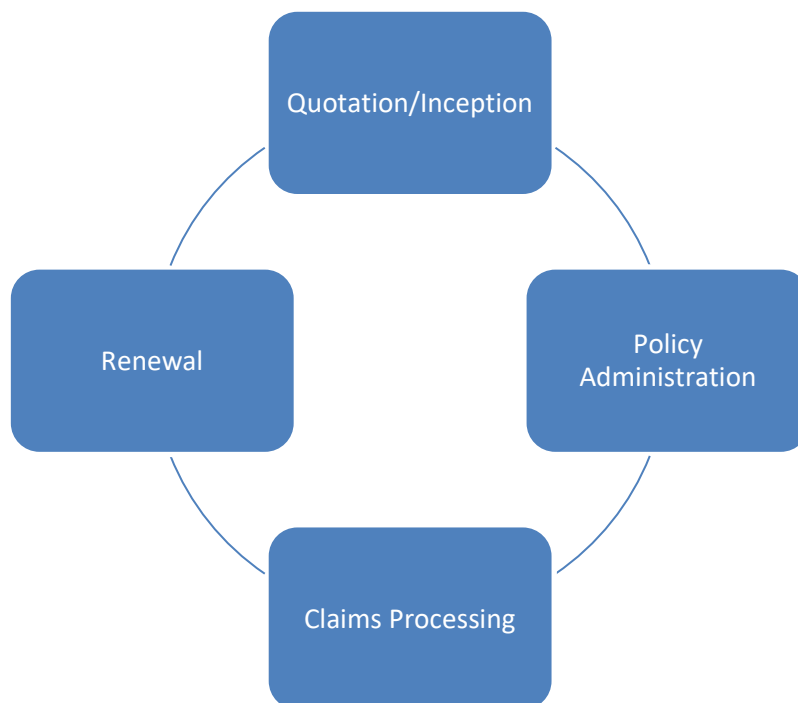 Quotation/Inception
Renewal
Policy
Administration
Claims Processing